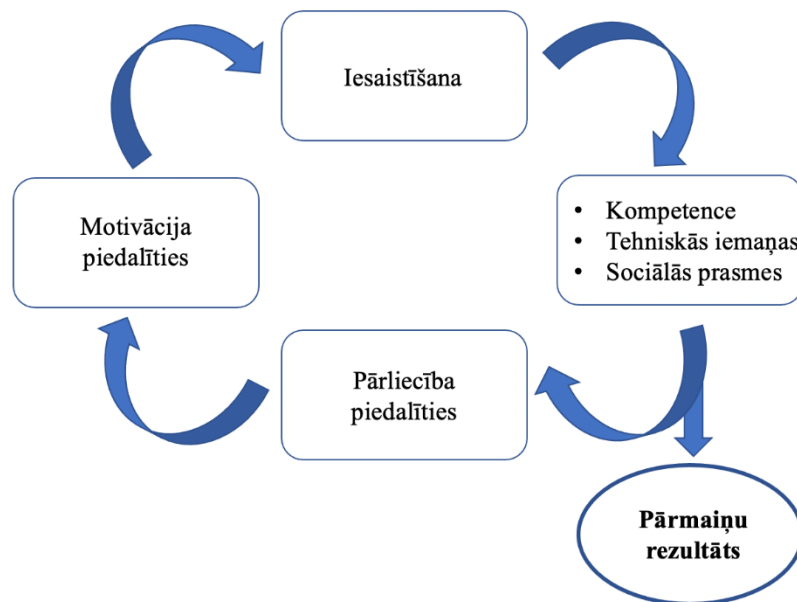 Iesaistīšana
• Kompetence
• Tehniskās iemaņas
• Sociālās prasmes
Motivācija
piedalīties
Pārliecība
piedalīties
Pārmaiņu
rezultāts